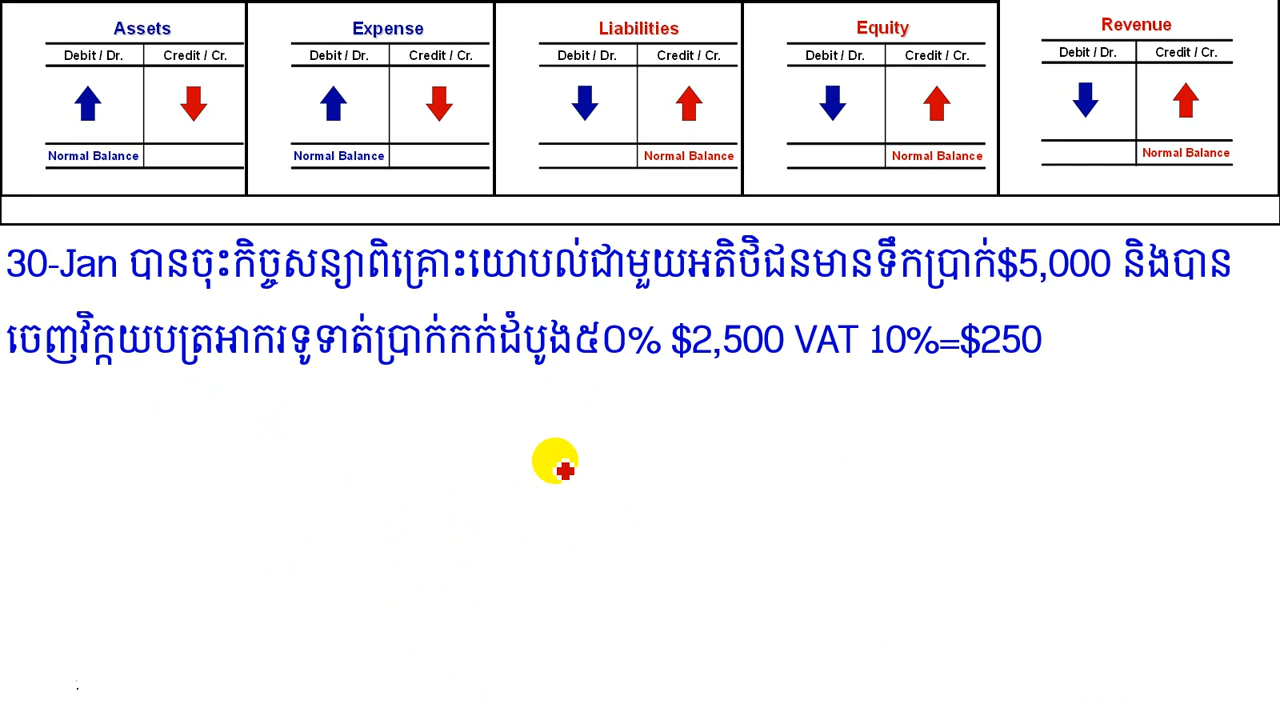 Assets Expense Liabilities Equity Revenue
Debit / Dr. Credit / Cr. Debit / Dr. Credit / Cr. Debit / Dr. Credit / Cr. Debit / Dr. Credit / Cr. Debit / Dr. Credit / Cr.
Normal Balance Normal Balance Normal Balance Normal Balance Normal Balance
30-Jan បានចុះកិច្ចសន្យាពិគ្រោះយោបល់ជាមួយអតិថិជនមានទឹកប្រាក់$5,000 និងបាន
ចេញវិក្កយបត្រអាករទូទាត់ប្រាក់កក់ដំបូង៥០% $2,500 VAT 10%=$250